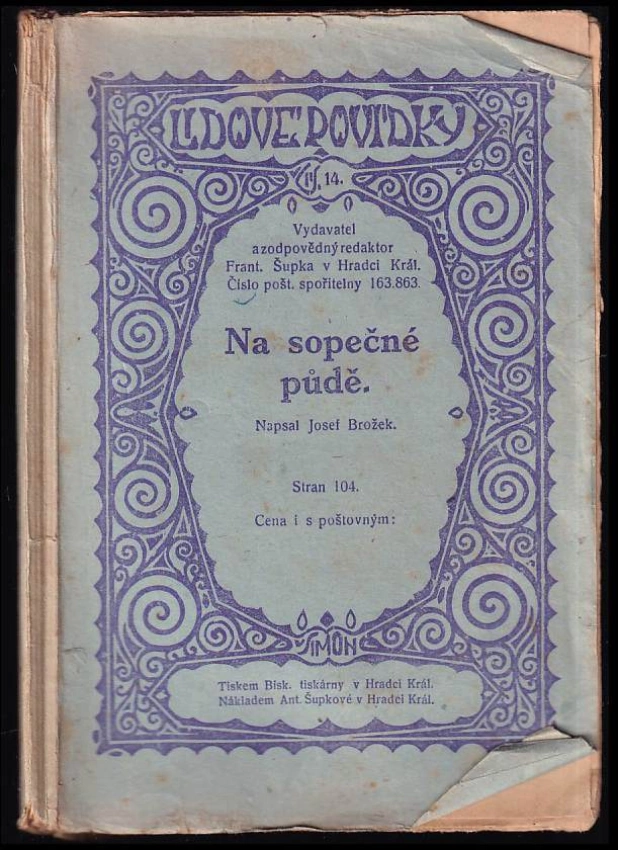 LIDOVÉ POVÍDKY
Čís. 14.
Vydavatel
a zodpovědný redaktor
Frant. Šupka v Hradci Král.
Číslo pošt. spořitelny 163.863.
Na sopečné
půdě.
Napsal Josef Brožek.
Stran 104.
Cena i s poštovným:
ŠIMON
Tiskem Bisk. tiskárny v Hradci Král.
Nákladem Ant. Šupkové v Hradci Král.